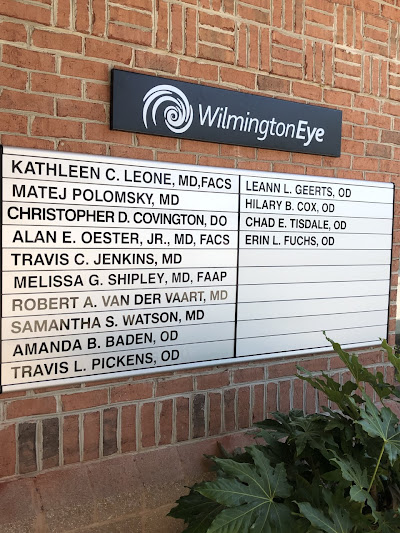 WilmingtonEye
KATHLEEN C. LEONE, MD,FACS
MATEJ POLOMSKY, MD
CHRISTOPHER D. COVINGTON, DO
ALAN E. OESTER, JR., MD, FACS
TRAVIS C. JENKINS, MD
MELISSA G. SHIPLEY, MD, FAAP
ROBERT A. VAN DER VAART, MD
SAMANTHA S. WATSON, MD
AMANDA B. BADEN, OD
TRAVIS L. PICKENS, OD
LEANN L. GEERTS, OD
HILARY B. COX, OD
CHAD E. TISDALE, OD
ERIN L. FUCHS, OD